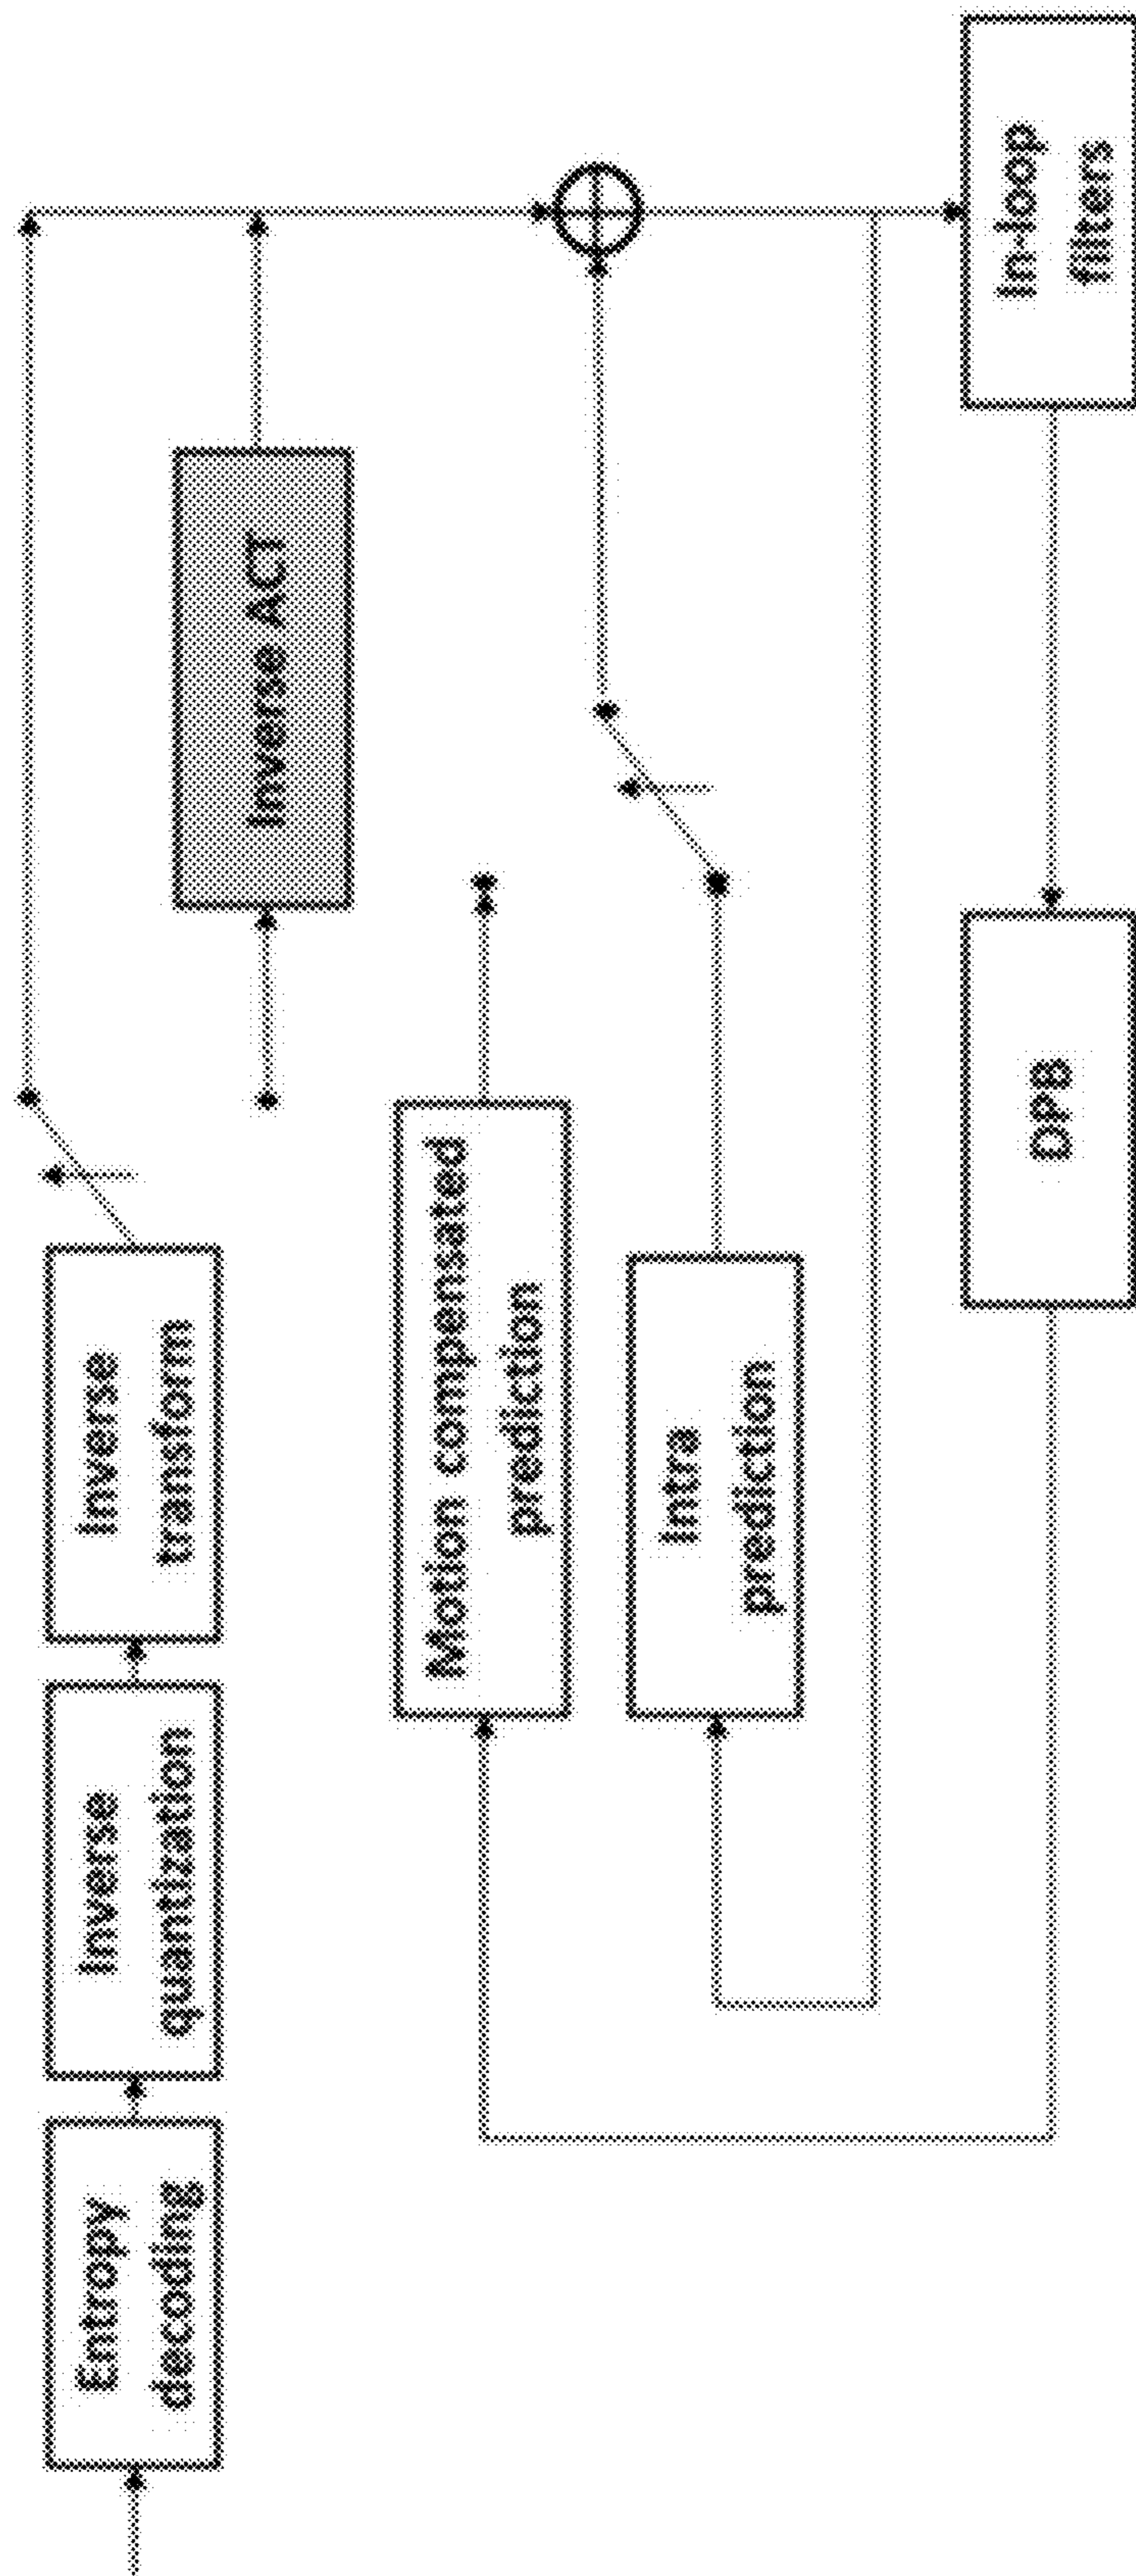 Entropy
decoding
Inverse
quantization
Inverse
transform
Inverse ACT
Motion compensated
prediction
Intra
prediction
In-loop
filters
DPB